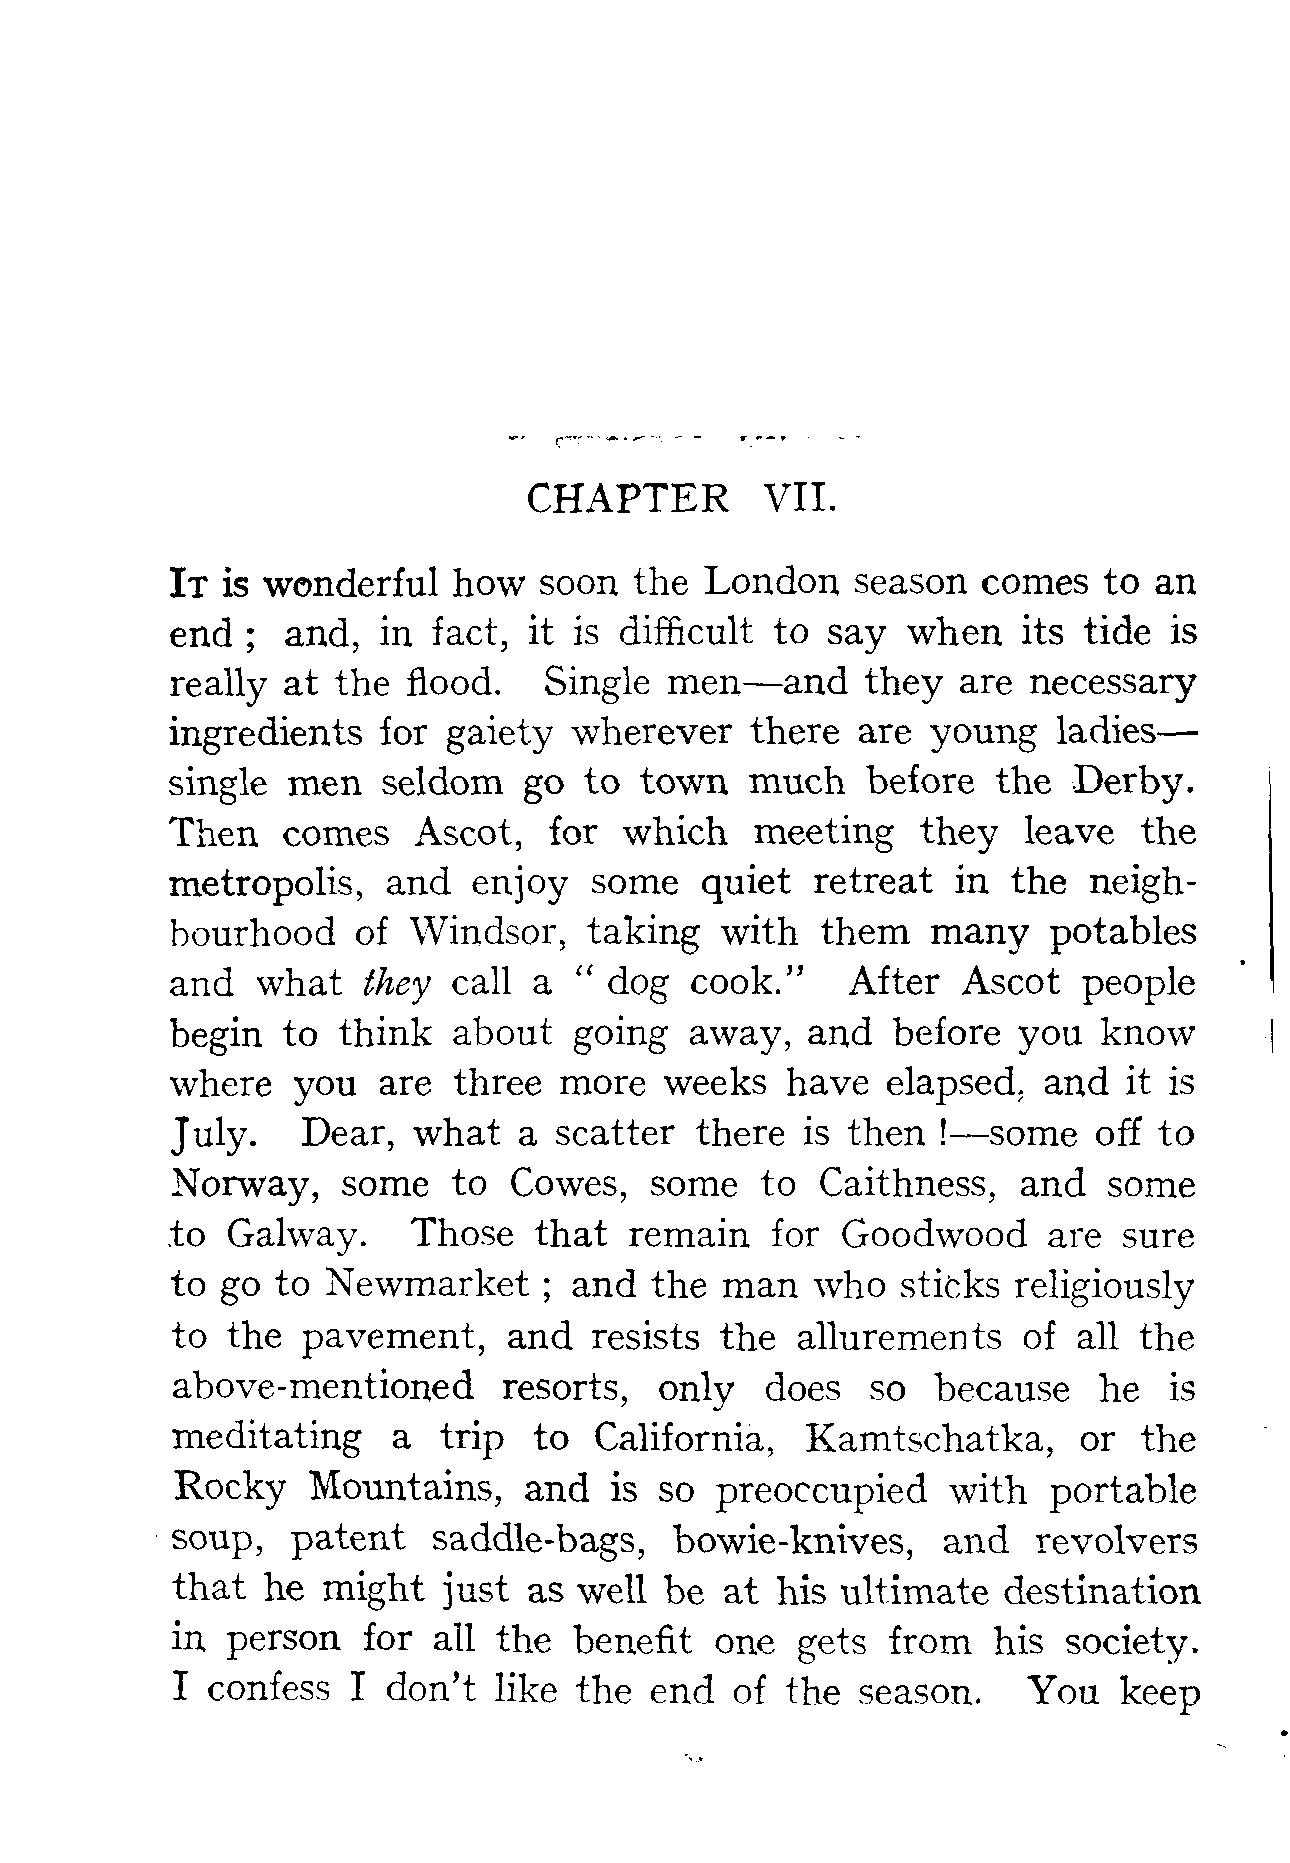 CHAPTER VII.
IT is wonderful how soon the London season comes to an
end ; and, in fact, it is difficult to say when its tide is
really at the flood. Single men—and they are necessary
ingredients for gaiety wherever there are young ladies—
single men seldom go to town much before the Derby.
Then comes Ascot, for which meeting they leave the
metropolis, and enjoy some quiet retreat in the neigh-
bourhood of Windsor, taking with them many potables
and what they call a " dog cook." After Ascot people
begin to think about going away, and before you know
where you are three more weeks have elapsed, and it is
July. Dear, what a scatter there is then !—some off to
Norway, some to Cowes, some to Caithness, and some
to Galway. Those that remain for Goodwood are sure
to go to Newmarket ; and the man who sticks religiously
to the pavement, and resists the allurements of all the
above-mentioned resorts, only does so because he is
meditating a trip to California, Kamtschatka, or the
Rocky Mountains, and is so preoccupied with portable
soup, patent saddle-bags, bowie-knives, and revolvers
that he might just as well be at his ultimate destination
in person for all the benefit one gets from his society.
I confess I don't like the end of the season. You keep